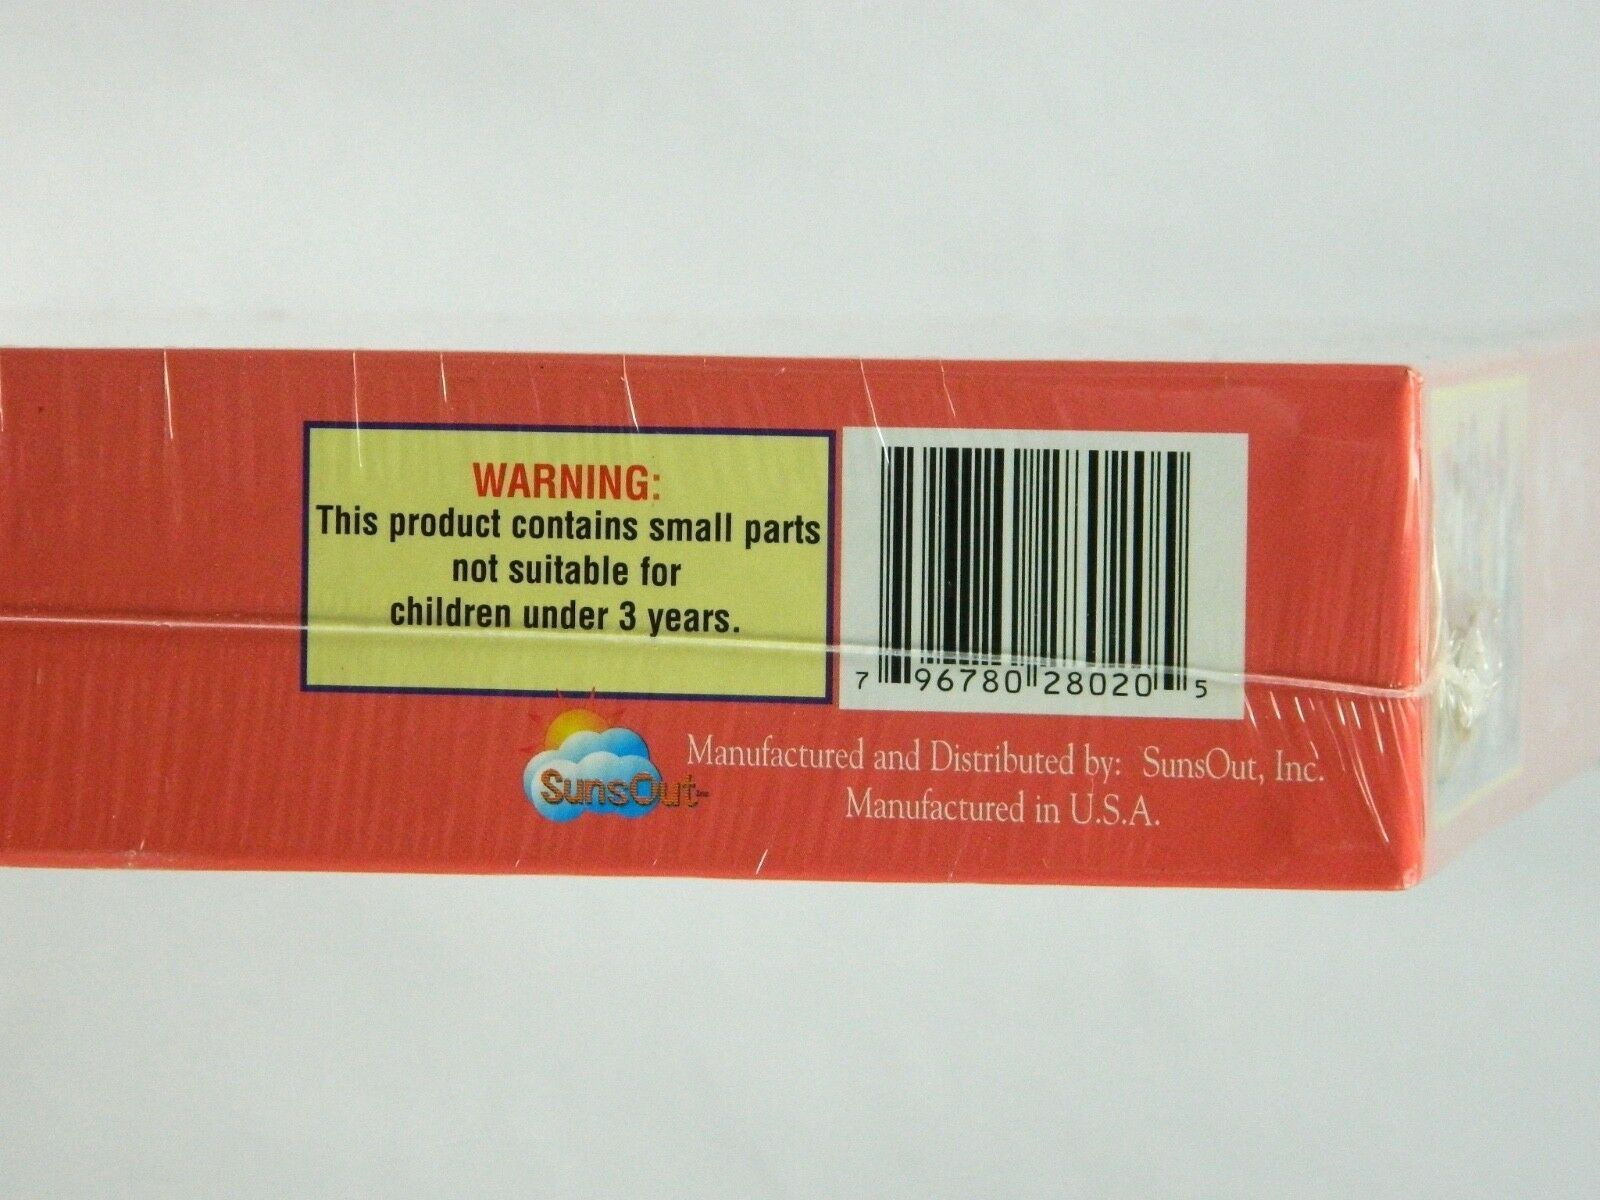 WARNING:
This product contains small parts
not suitable for
children under 3 years.
7 96780 28020 5
SunsOut
Manufactured and Distributed by: SunsOut, Inc.
Manufactured in U.S.A.